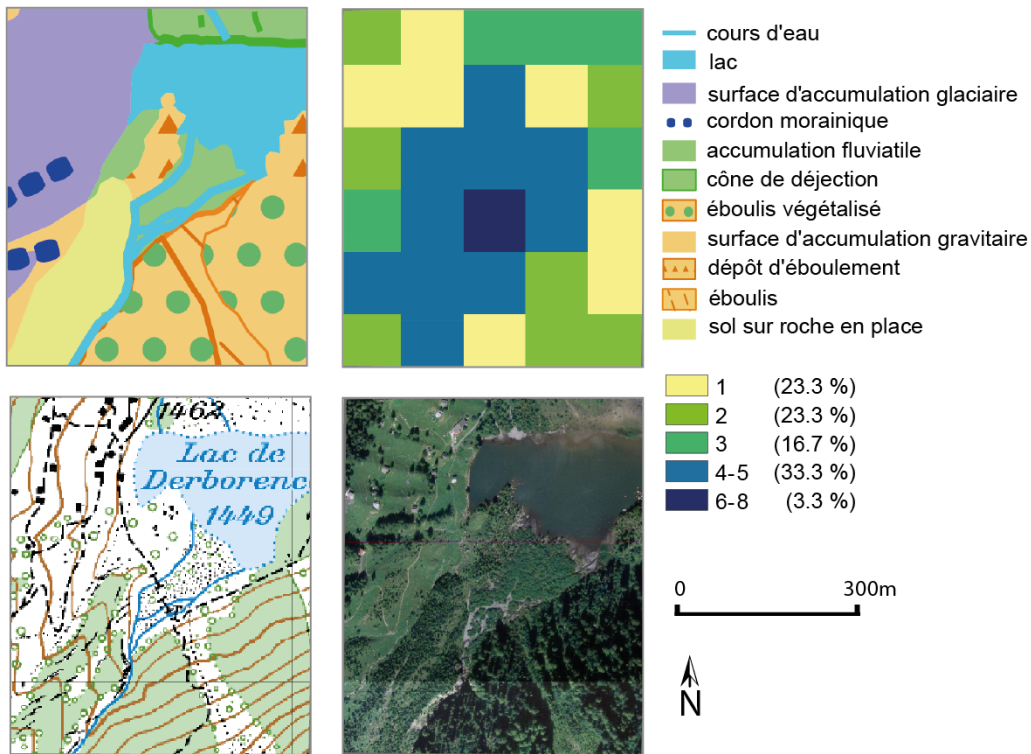 cours d'eau
lac
surface d'accumulation glaciaire
cordon morainique
accumulation fluviatile
cône de déjection
éboulis végétalisé
surface d'accumulation gravitaire
dépôt d'éboulement
éboulis
sol sur roche en place
1 (23.3 %)
2 (23.3 %)
3 (16.7 %)
4-5 (33.3 %)
6-8 (3.3 %)
1462
Lac de
Derborenc
1449
0 300m
N